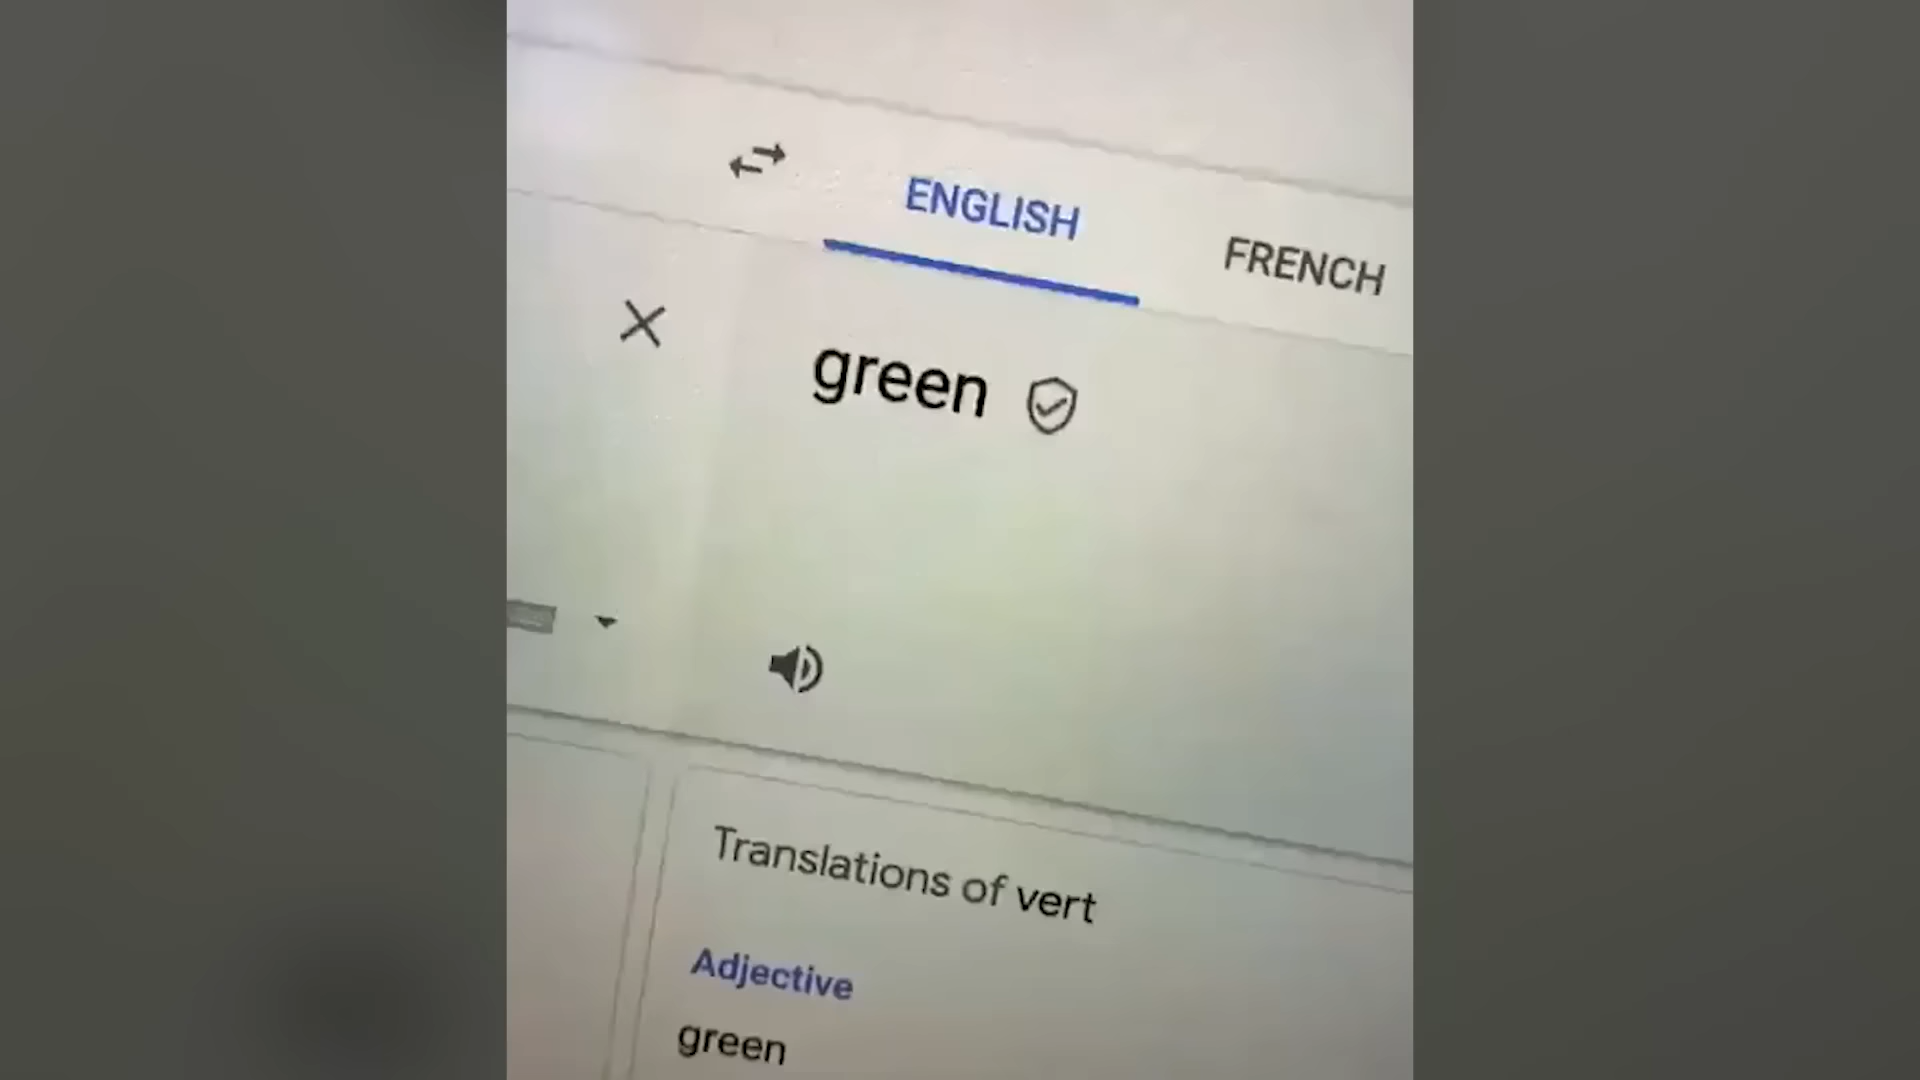 ENGLISH FRENCH
green
Translations of vert
Adjective
green